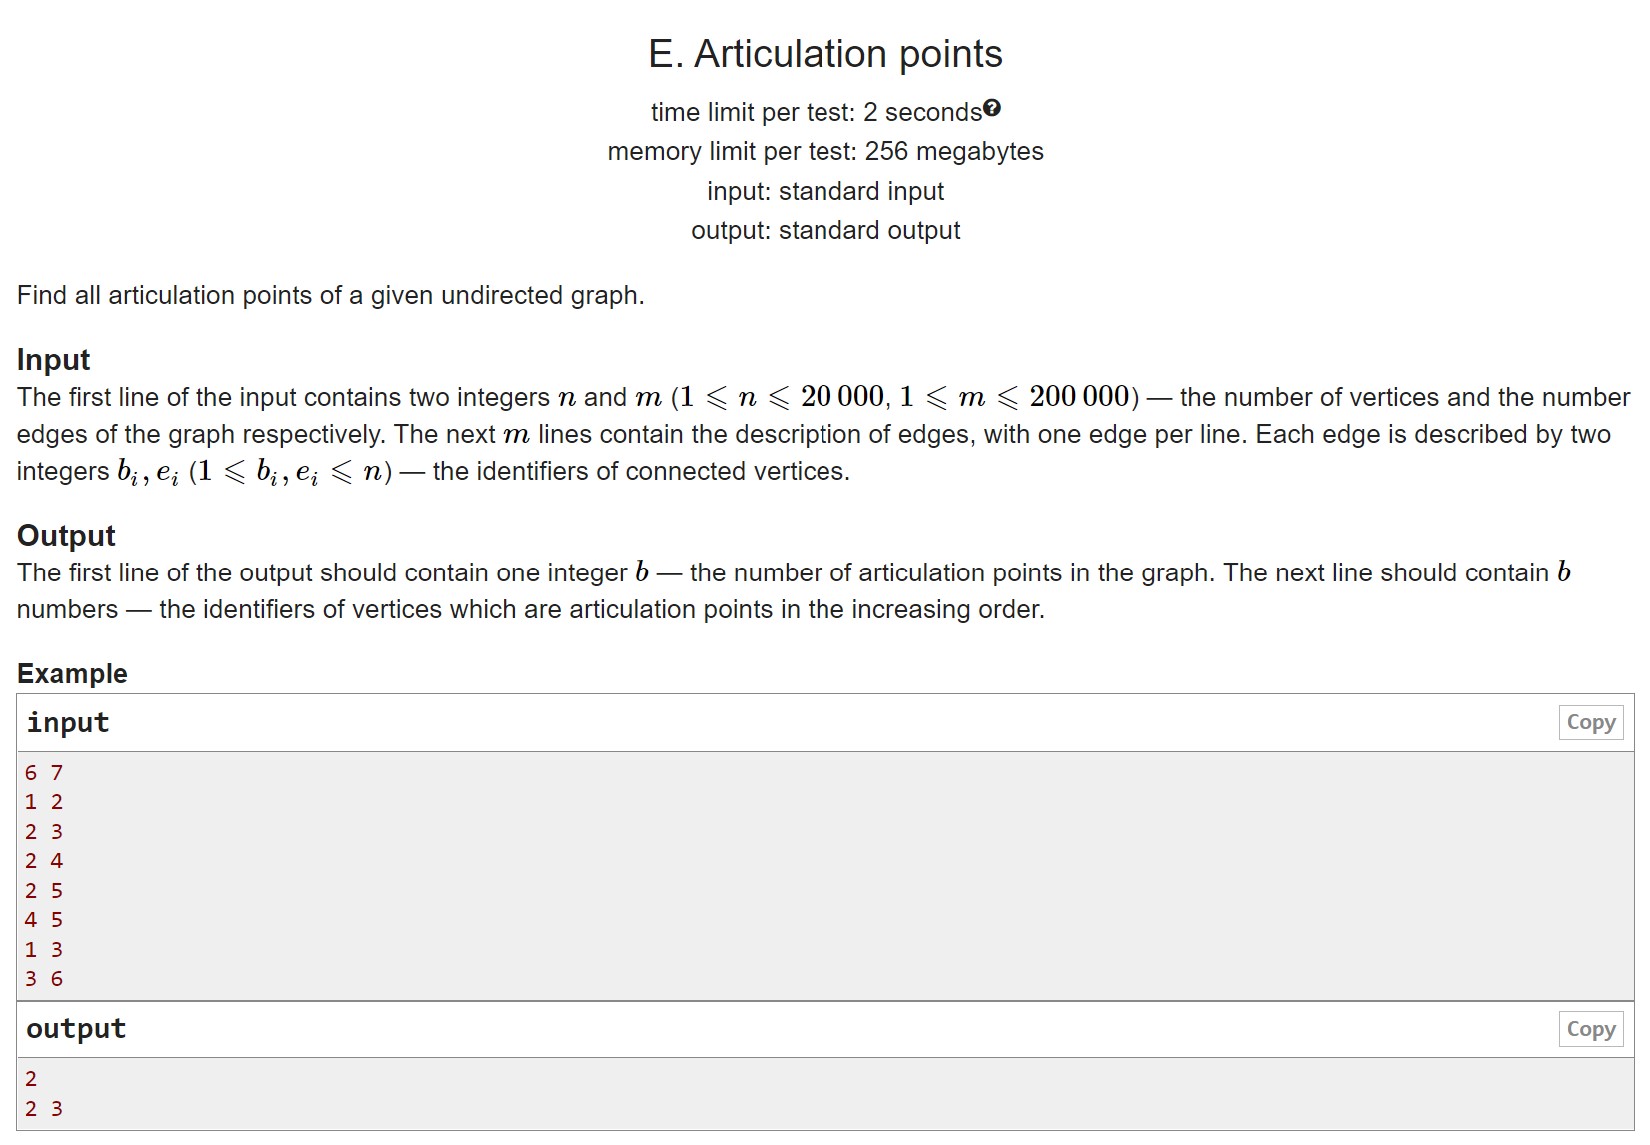 E. Articulation points
time limit per test: 2 seconds
memory limit per test: 256 megabytes
input: standard input
output: standard output
Find all articulation points of a given undirected graph.
Input
The first line of the input contains two integers n and m (1 ⩽ n ⩽ 20 000, 1 ⩽ m ⩽ 200 000) — the number of vertices and the number
edges of the graph respectively. The next m lines contain the description of edges, with one edge per line. Each edge is described by two
integers b_i, e_i (1 ⩽ b_i, e_i ⩽ n) — the identifiers of connected vertices.
Output
The first line of the output should contain one integer b — the number of articulation points in the graph. The next line should contain b
numbers — the identifiers of vertices which are articulation points in the increasing order.
Example
input
Copy
6 7
1 2
2 3
2 4
2 5
4 5
1 3
3 6
output
Copy
2
2 3